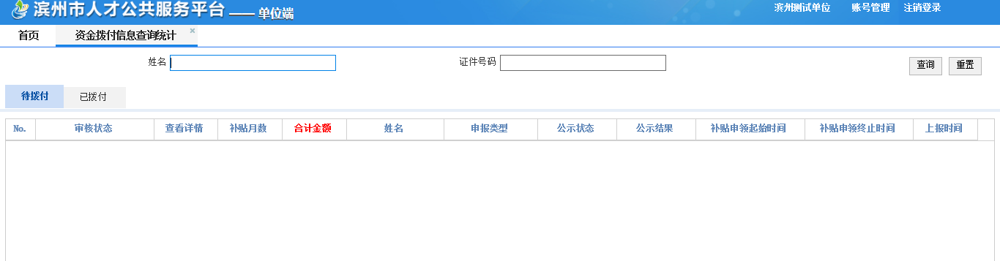 滨州市人才公共服务平台 —— 单位端
滨州测试单位 账号管理 注销登录
首页 资金拨付信息查询统计 ×
姓名 证件号码 查询 重置
待拨付 已拨付
No. 审核状态 查看详情 补贴月数 合计金额 姓名 申报类型 公示状态 公示结果 补贴申领起始时间 补贴申领终止时间 上报时间